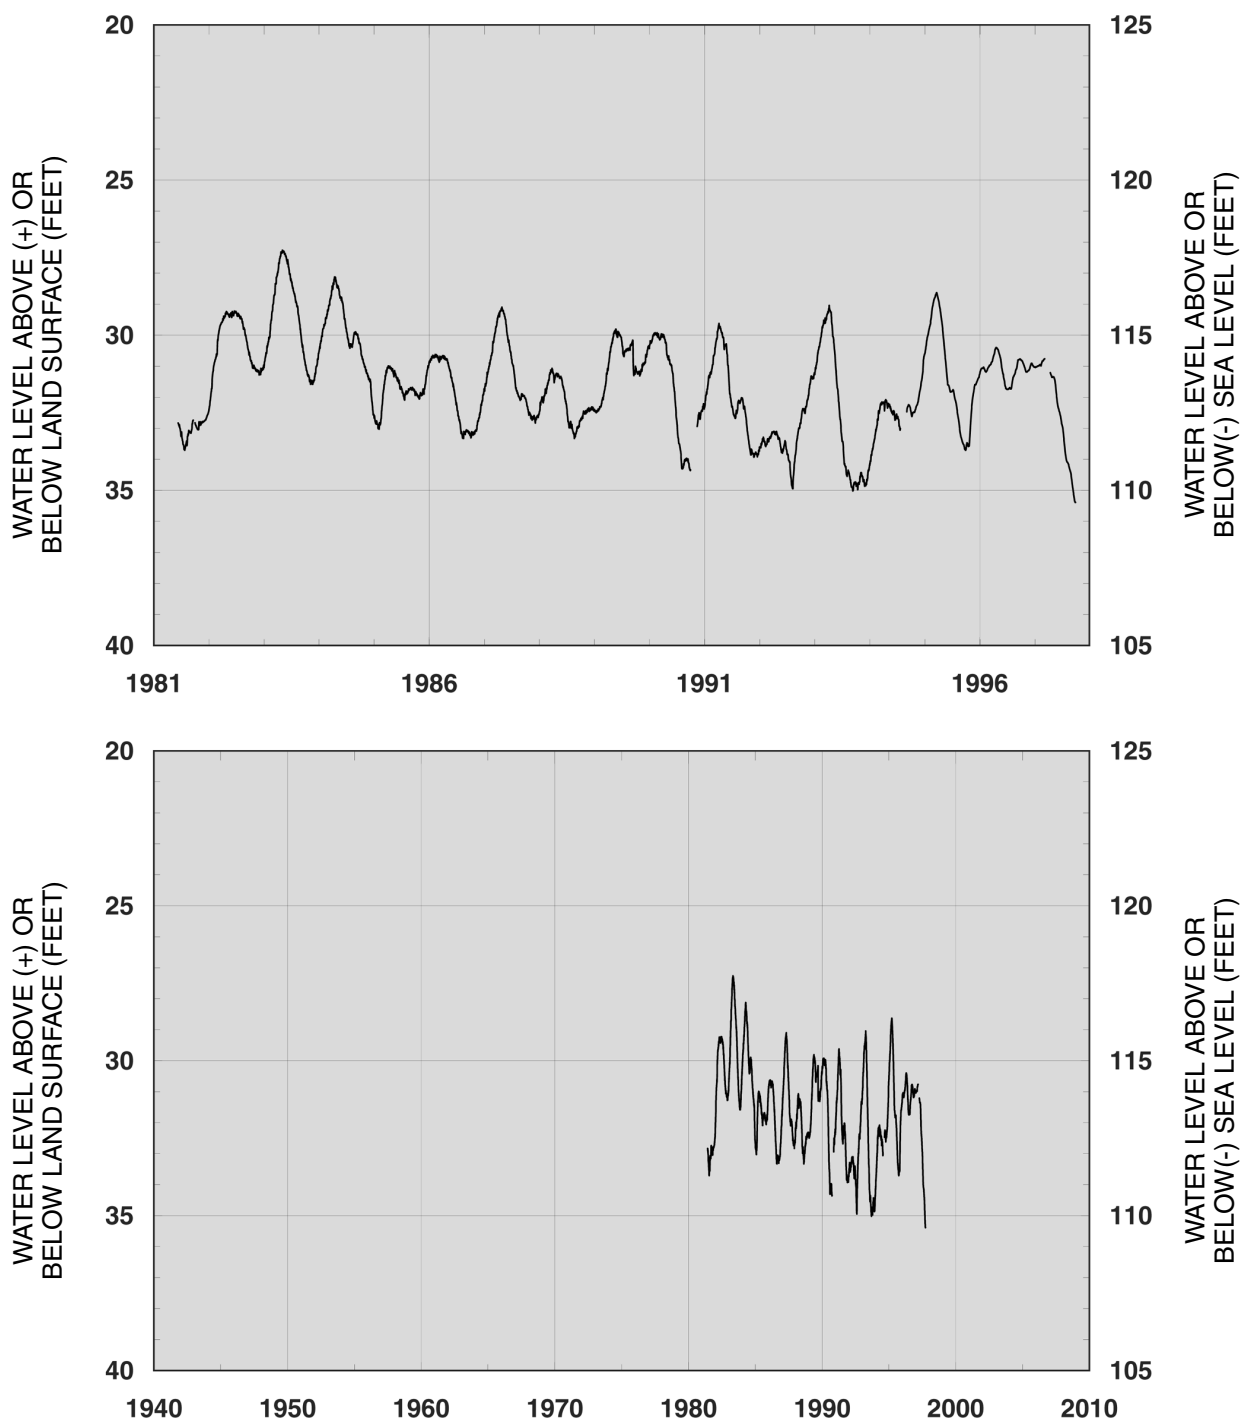 WATER LEVEL ABOVE (+) OR
BELOW LAND SURFACE (FEET)
20
25
30
35
40
125
120
115
110
105
WATER LEVEL ABOVE OR
BELOW(-) SEA LEVEL (FEET)
1981 1986 1991 1996
WATER LEVEL ABOVE (+) OR
BELOW LAND SURFACE (FEET)
20
25
30
35
40
125
120
115
110
105
WATER LEVEL ABOVE OR
BELOW(-) SEA LEVEL (FEET)
1940 1950 1960 1970 1980 1990 2000 2010